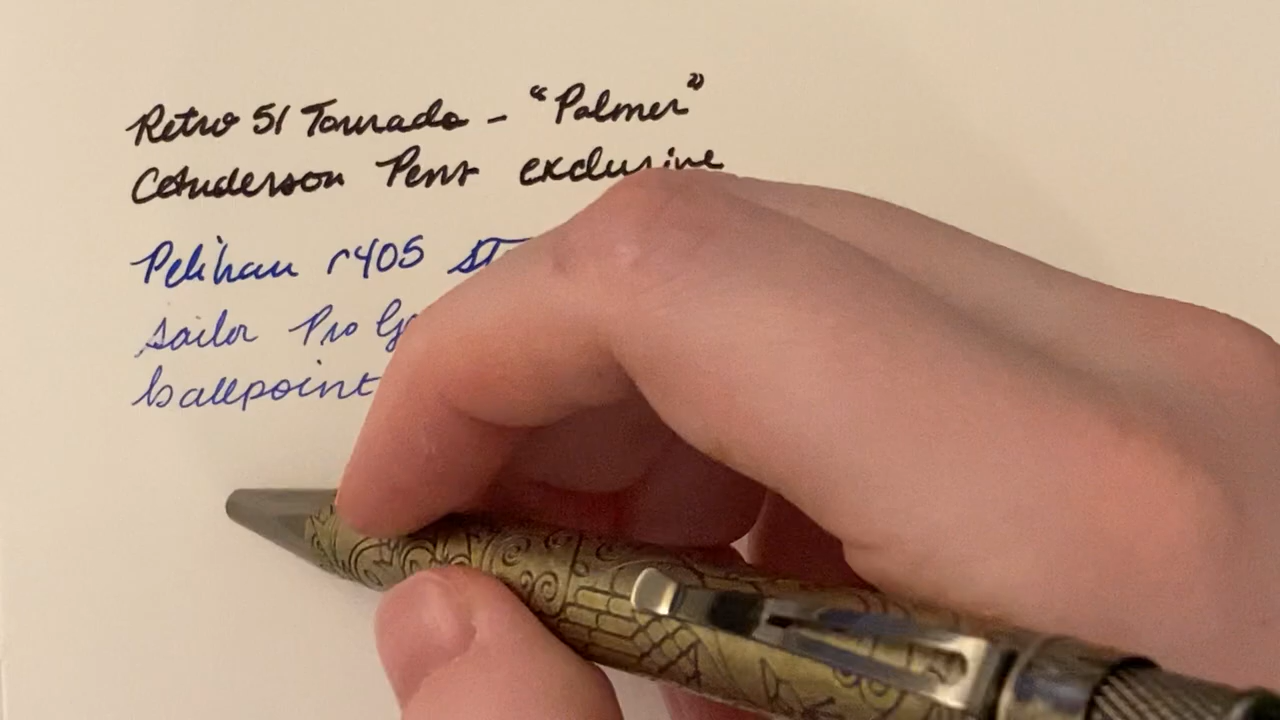 Retro 51 Tornado - "Palmer"
Anderson Pens exclusive
Pelikan r405
Sailor Pro
ballpoint